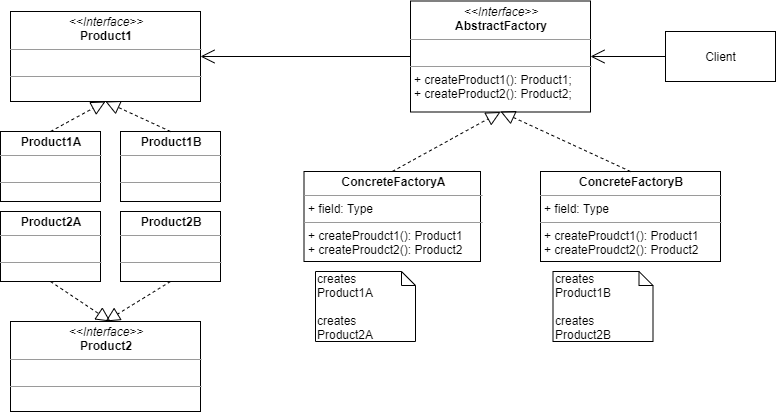 <<Interface>>
Product1
<<Interface>>
AbstractFactory
+ createProduct1(): Product1;
+ createProduct2(): Product2;
Client
Product1A
Product1B
Product2A
Product2B
<<Interface>>
Product2
ConcreteFactoryA
+ field: Type
+ createProudct1(): Product1
+ createProudct2(): Product2
creates
Product1A
creates
Product2A
ConcreteFactoryB
+ field: Type
+ createProudct1(): Product1
+ createProudct2(): Product2
creates
Product1B
creates
Product2B